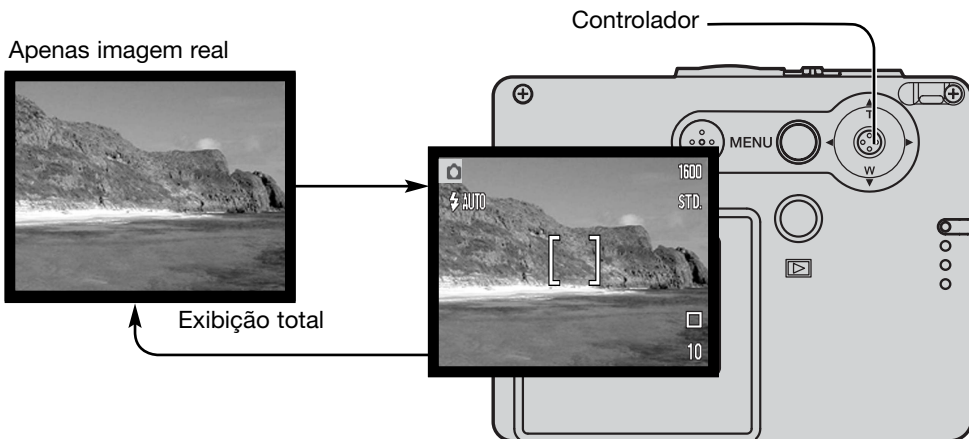 Controlador
Apenas imagem real
T
MENU
W
1600
AUTO
STD.
Exibição total
10